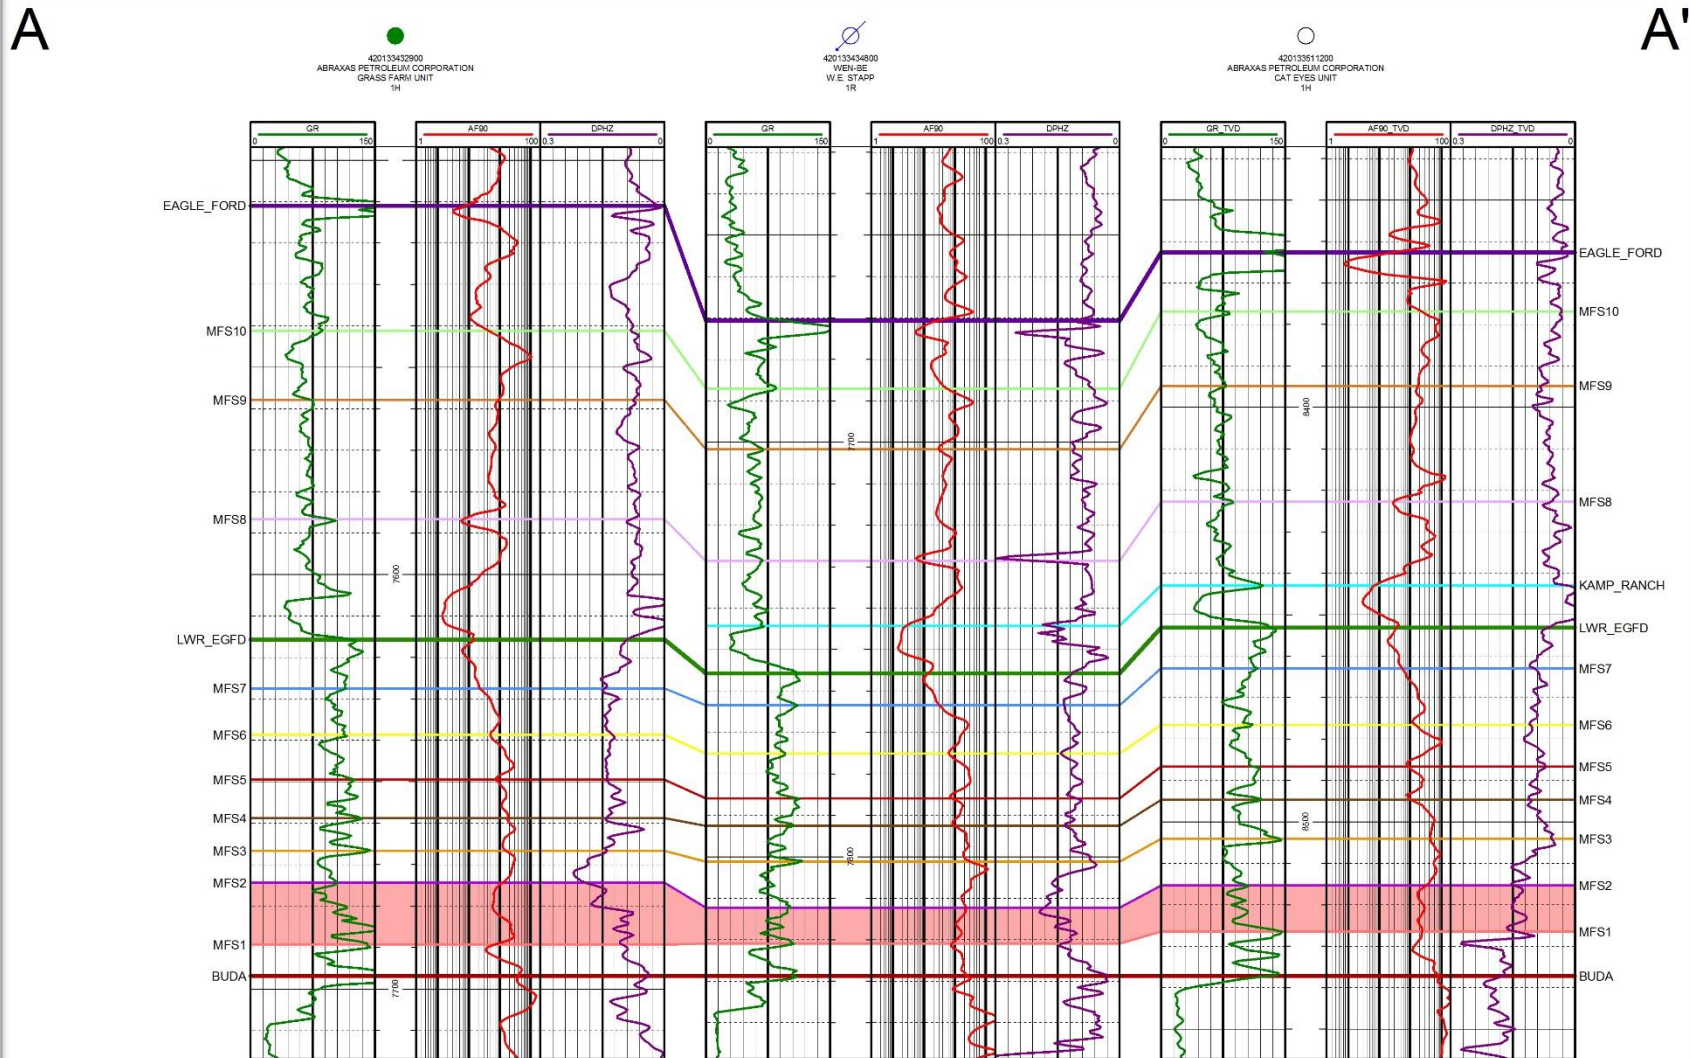 A
A'
420133432900
ABRAXAS PETROLEUM CORPORATION
GRASS FARM UNIT
1H
420133434800
WEN-BE
W.E. STAPP
1R
420133511200
ABRAXAS PETROLEUM CORPORATION
CAT EYES UNIT
1H
GR AF90 DPHZ GR AF90 DPHZ GR_TVD AF90_TVD DPHZ_TVD
0 150 1 100 0.3 0 0 150 1 100 0.3 0 0 150 1 100 0.3 0
EAGLE_FORD
MFS10
MFS9
MFS8
LWR_EGFD
MFS7
MFS6
MFS5
MFS4
MFS3
MFS2
MFS1
BUDA
7600
7700
7700
7800
8400
8500
EAGLE_FORD
MFS10
MFS9
MFS8
KAMP_RANCH
LWR_EGFD
MFS7
MFS6
MFS5
MFS4
MFS3
MFS2
MFS1
BUDA